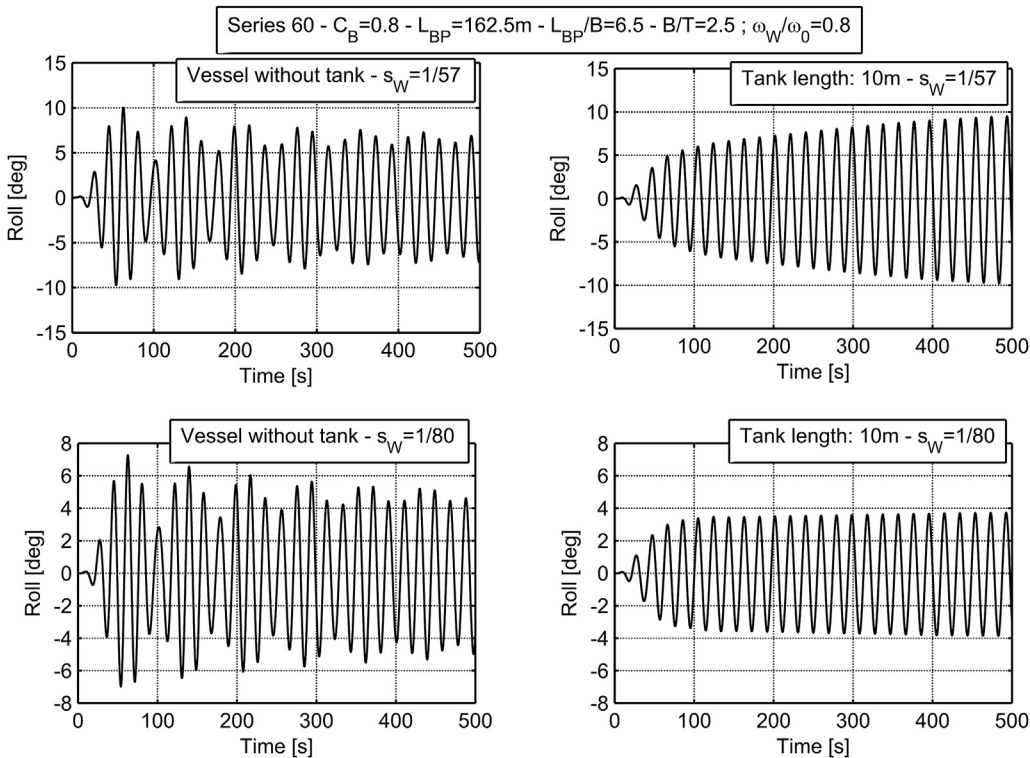 Series 60 - C_B=0.8 - L_BP=162.5m - L_BP/B=6.5 - B/T=2.5 ; ω_W/ω_0=0.8
Vessel without tank - s_W=1/57
15
10
5
0
-5
-10
-15
Roll [deg]
0 100 200 300 400 500
Time [s]
Tank length: 10m - s_W=1/57
15
10
5
0
-5
-10
-15
Roll [deg]
0 100 200 300 400 500
Time [s]
Vessel without tank - s_W=1/80
8
6
4
2
0
-2
-4
-6
-8
Roll [deg]
0 100 200 300 400 500
Time [s]
Tank length: 10m - s_W=1/80
8
6
4
2
0
-2
-4
-6
-8
Roll [deg]
0 100 200 300 400 500
Time [s]